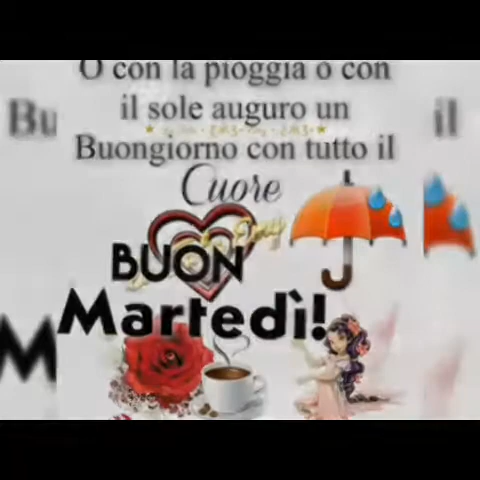 O con la pioggia o con
il sole auguro un
Buongiorno con tutto il
Cuore
BUON
Martedì!